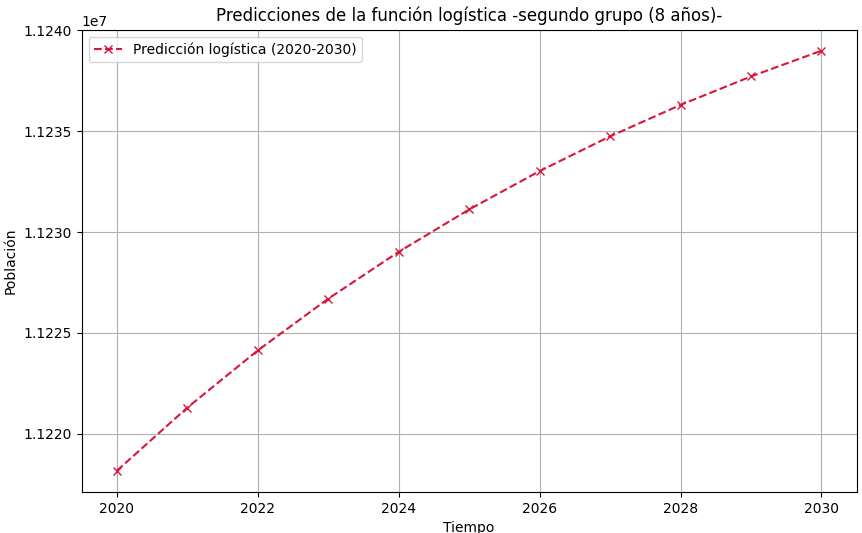 Predicciones de la función logística -segundo grupo (8 años)-
1e7
Predicción logística (2020-2030)
1.1240
1.1235
1.1230
1.1225
1.1220
Población
2020 2022 2024 2026 2028 2030
Tiempo